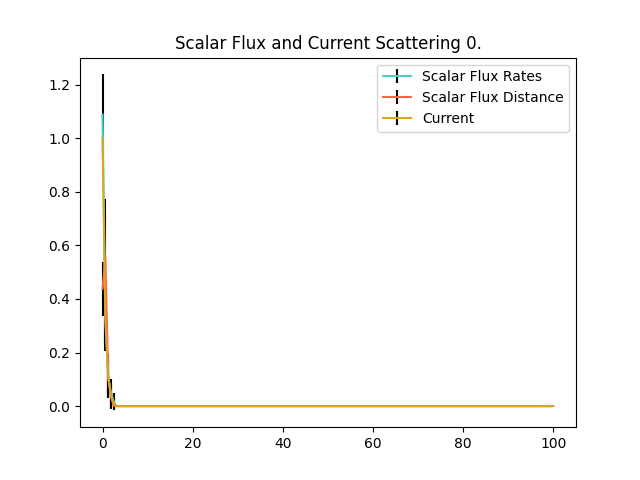 Scalar Flux and Current Scattering 0.
Scalar Flux Rates
Scalar Flux Distance
Current
1.2
1.0
0.8
0.6
0.4
0.2
0.0
0 20 40 60 80 100